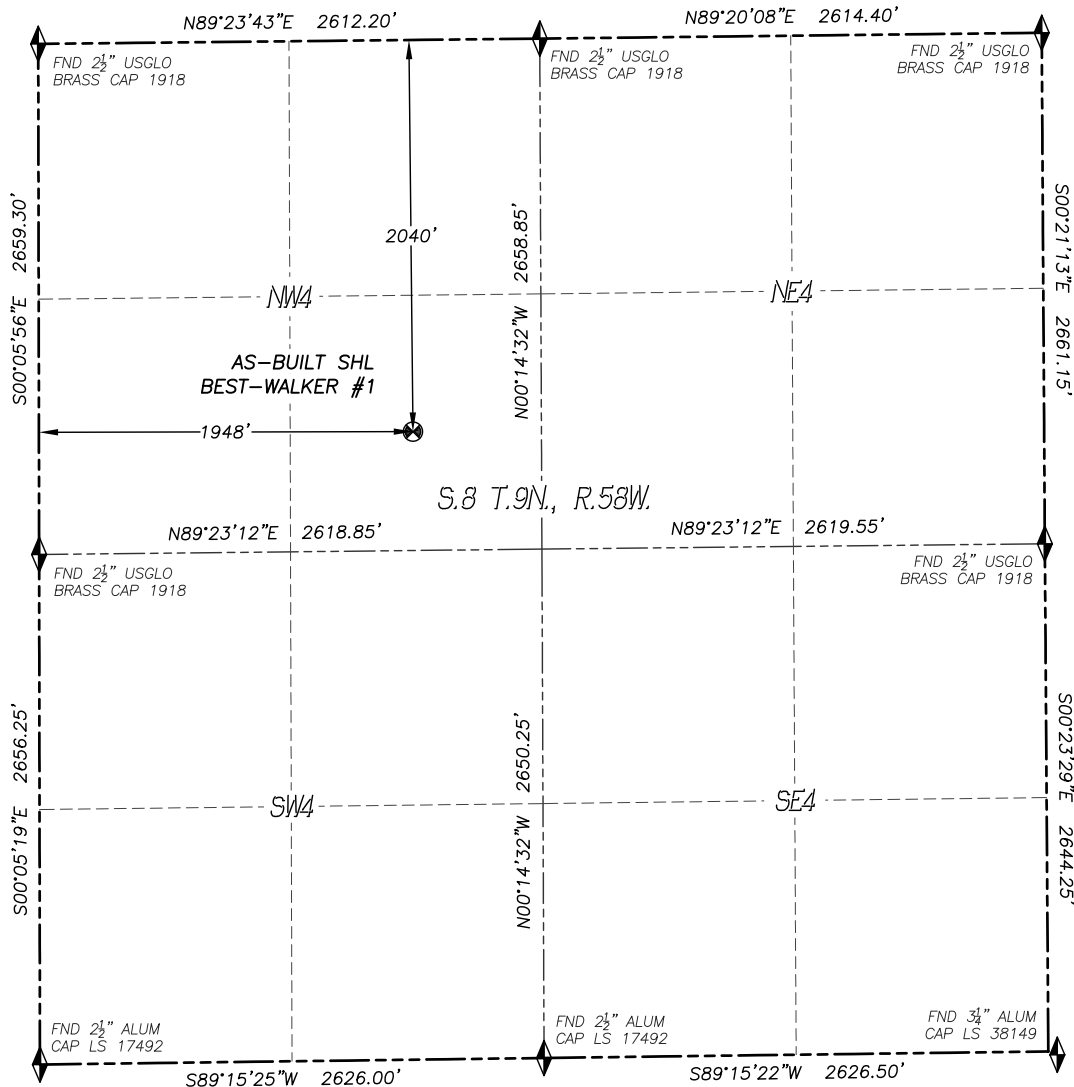 N89°23'43"E 2612.20'
N89°20'08"E 2614.40'
FND 2½" USGLO
BRASS CAP 1918
FND 2½" USGLO
BRASS CAP 1918
FND 2½" USGLO
BRASS CAP 1918
S00°05'56"E 2659.30'
2040'
N00°14'32"W 2658.85'
S00°21'13"E 2661.15'
NW4
NE4
AS-BUILT SHL
BEST-WALKER #1
1948'
S.8 T.9N., R.58W.
N89°23'12"E 2618.85'
N89°23'12"E 2619.55'
FND 2½" USGLO
BRASS CAP 1918
FND 2½" USGLO
BRASS CAP 1918
S00°05'19"E 2656.25'
N00°14'32"W 2650.25'
S00°23'29"E 2644.25'
SW4
SE4
FND 2½" ALUM
CAP LS 17492
FND 2½" ALUM
CAP LS 17492
FND 3¼" ALUM
CAP LS 38149
S89°15'25"W 2626.00'
S89°15'22"W 2626.50'